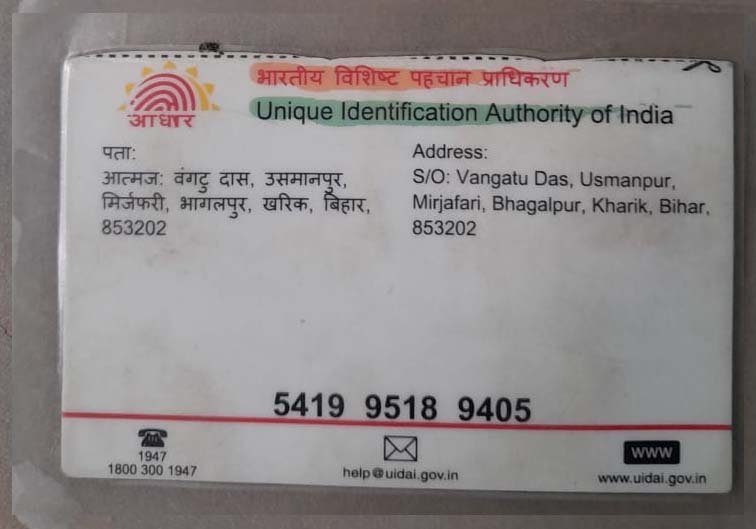 भारतीय विशिष्ट पहचान प्राधिकरण
Unique Identification Authority of India
आधार
पता:
आत्मज: वंगटु दास, उसमानपुर,
मिर्जफरी, भागलपुर, खरिक, बिहार,
853202
Address:
S/O: Vangatu Das, Usmanpur,
Mirjafari, Bhagalpur, Kharik, Bihar,
853202
5419 9518 9405
1947
1800 300 1947
help@uidai.gov.in
www
www.uidai.gov.in